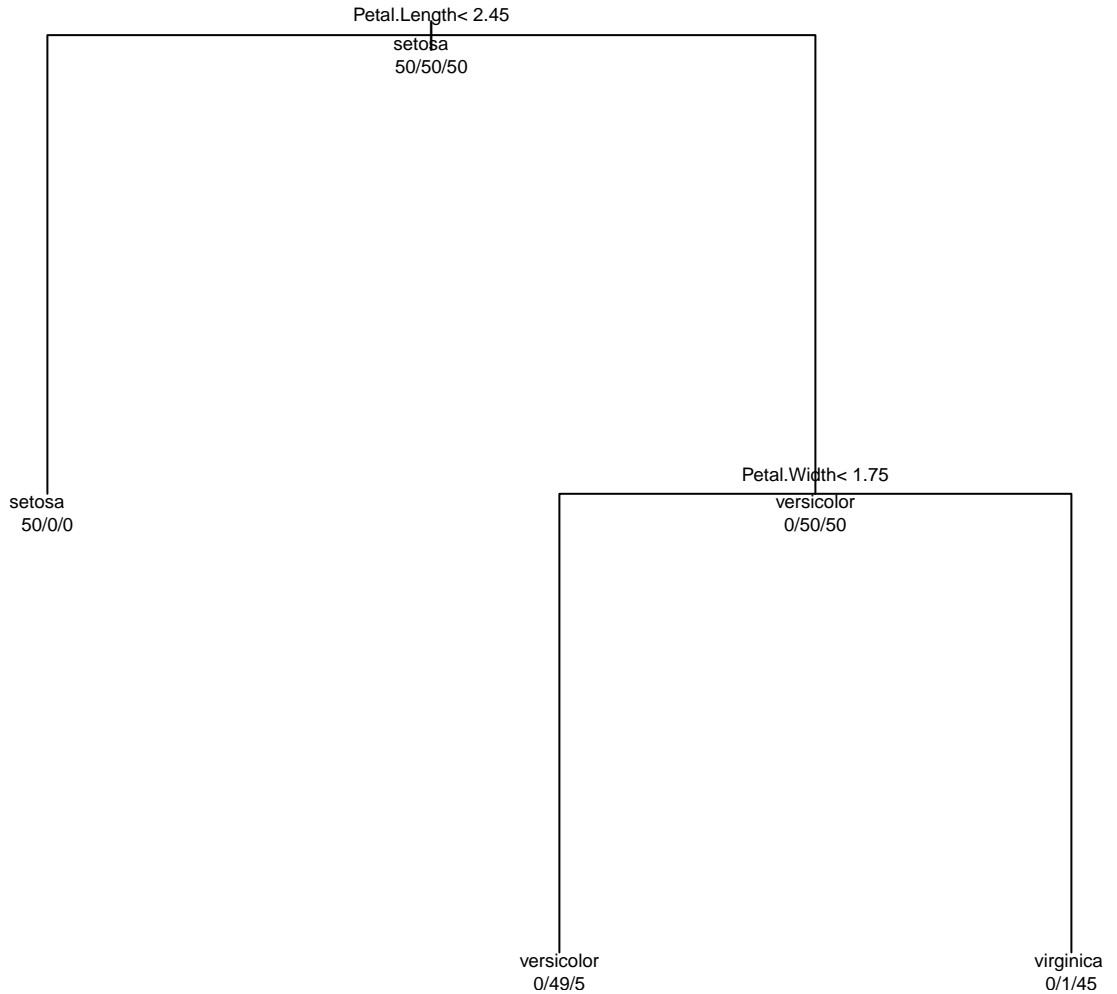 Petal.Length< 2.45
setosa
50/50/50
Petal.Width< 1.75
setosa
50/0/0
versicolor
0/50/50
versicolor
0/49/5
virginica
0/1/45